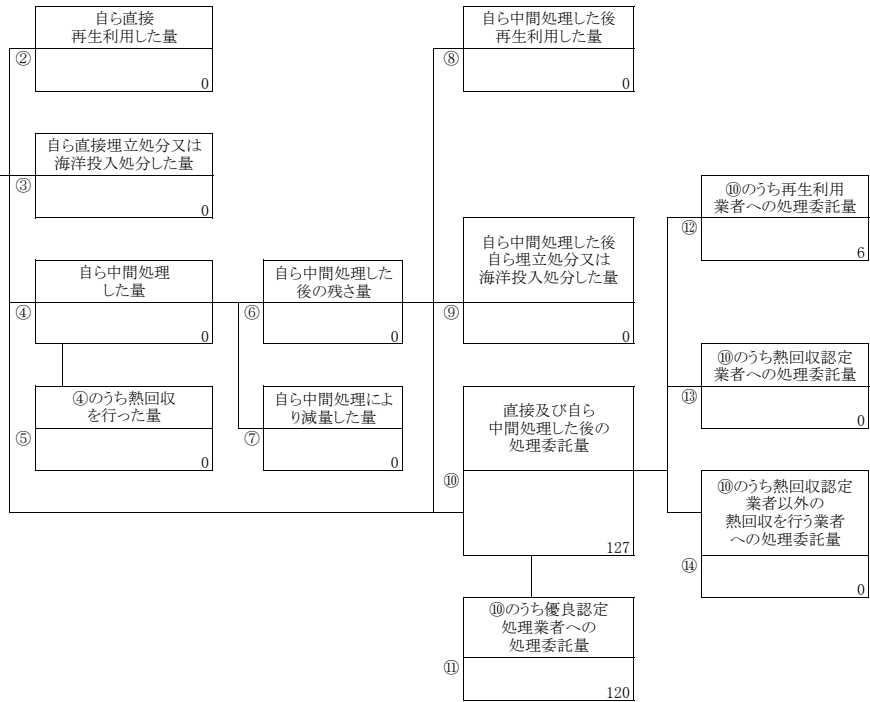 自ら直接
再生利用した量
②
0
自ら直接埋立処分又は
海洋投入処分した量
③
0
自ら中間処理
した量
④
0
④のうち熱回収
を行った量
⑤
0
自ら中間処理した
後の残さ量
⑥
0
自ら中間処理によ
り減量した量
⑦
0
自ら中間処理した後
再生利用した量
⑧
0
自ら中間処理した後
自ら埋立処分又は
海洋投入処分した量
⑨
0
直接及び自ら
中間処理した後の
処理委託量
⑩
127
⑩のうち優良認定
処理業者への
処理委託量
⑪
120
⑩のうち再生利用
業者への処理委託量
⑫
6
⑩のうち熱回収認定
業者への処理委託量
⑬
0
⑩のうち熱回収認定
業者以外の
熱回収を行う業者
への処理委託量
⑭
0